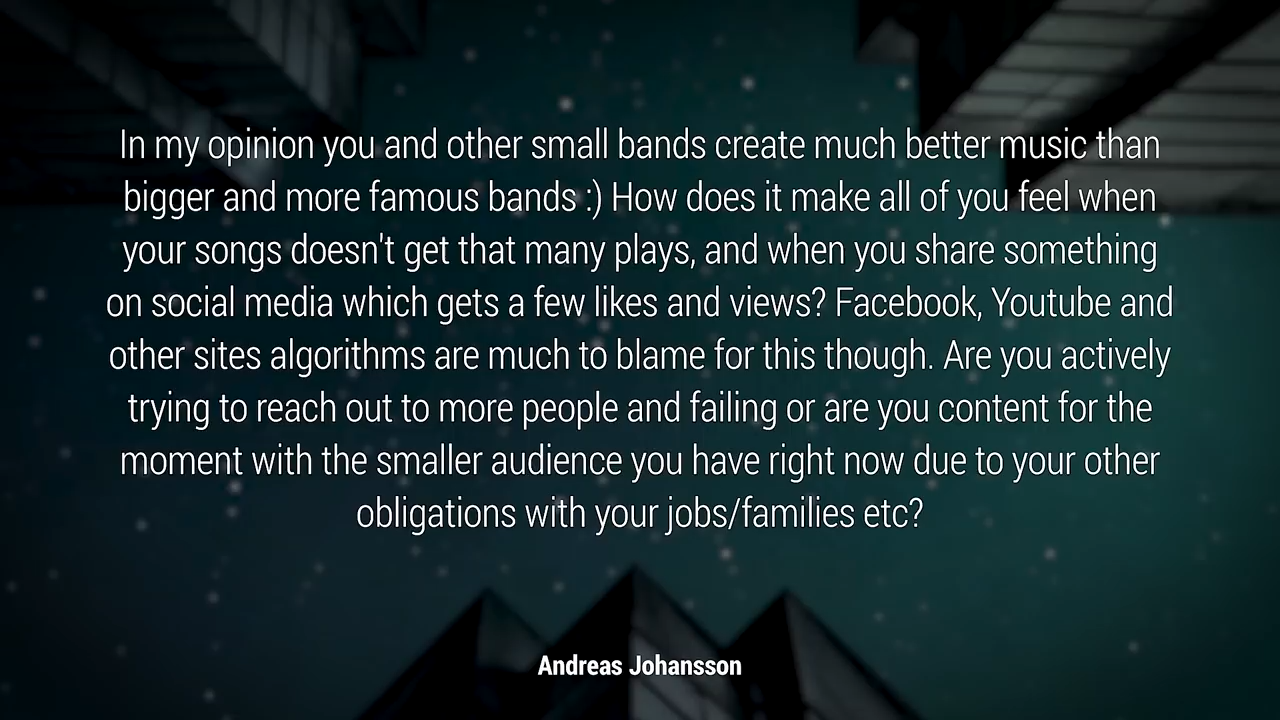 In my opinion you and other small bands create much better music than
bigger and more famous bands :) How does it make all of you feel when
your songs doesn't get that many plays, and when you share something
on social media which gets a few likes and views? Facebook, Youtube and
other sites algorithms are much to blame for this though. Are you actively
trying to reach out to more people and failing or are you content for the
moment with the smaller audience you have right now due to your other
obligations with your jobs/families etc?
Andreas Johansson